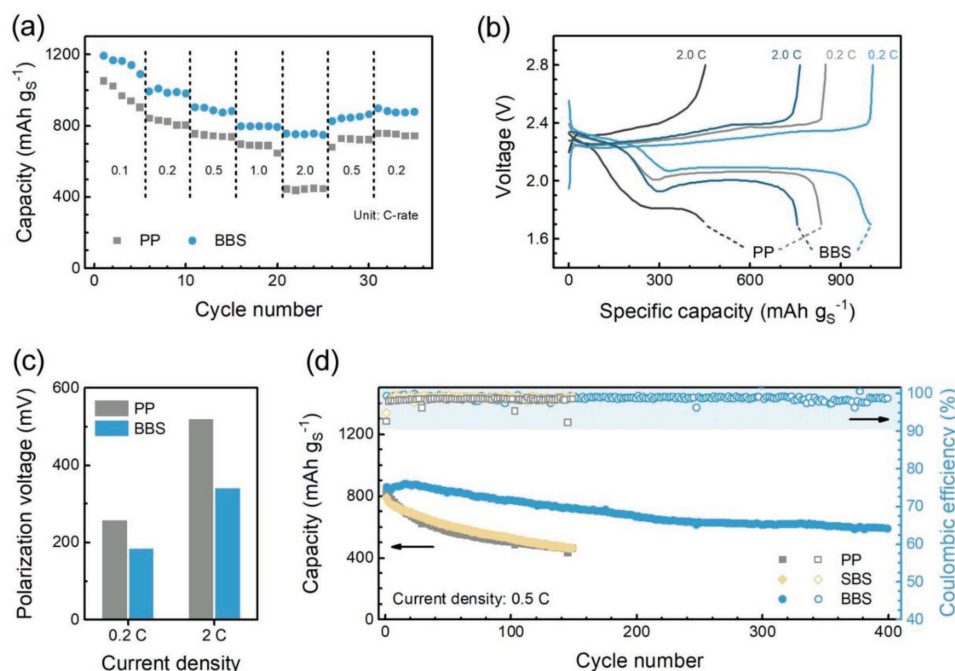 (a)
1200
800
400
0
Capacity (mAh gₛ⁻¹)
0.1
0.2
0.5
1.0
2.0
0.5
0.2
Unit: C-rate
PP
BBS
0
10
20
30
Cycle number
(b)
2.8
2.4
2.0
1.6
Voltage (V)
2.0 C
2.0 C
0.2 C
0.2 C
PP
BBS
0
300
600
900
Specific capacity (mAh gₛ⁻¹)
(c)
600
400
200
0
Polarization voltage (mV)
PP
BBS
0.2 C
2 C
Current density
(d)
1200
800
400
0
Capacity (mAh gₛ⁻¹)
100
90
80
70
60
50
40
Coulombic efficiency (%)
PP
SBS
BBS
Current density: 0.5 C
0
100
200
300
400
Cycle number